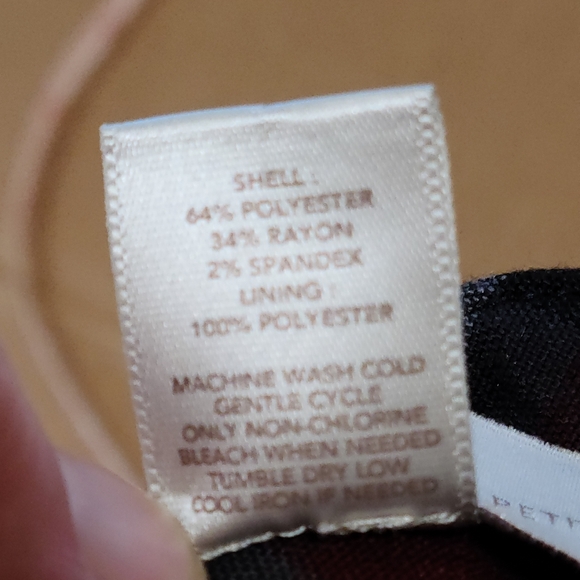 SHELL :
64% POLYESTER
34% RAYON
2% SPANDEX
LINING :
100% POLYESTER
MACHINE WASH COLD
GENTLE CYCLE
ONLY NON-CHLORINE
BLEACH WHEN NEEDED
TUMBLE DRY LOW
COOL IRON IF NEEDED